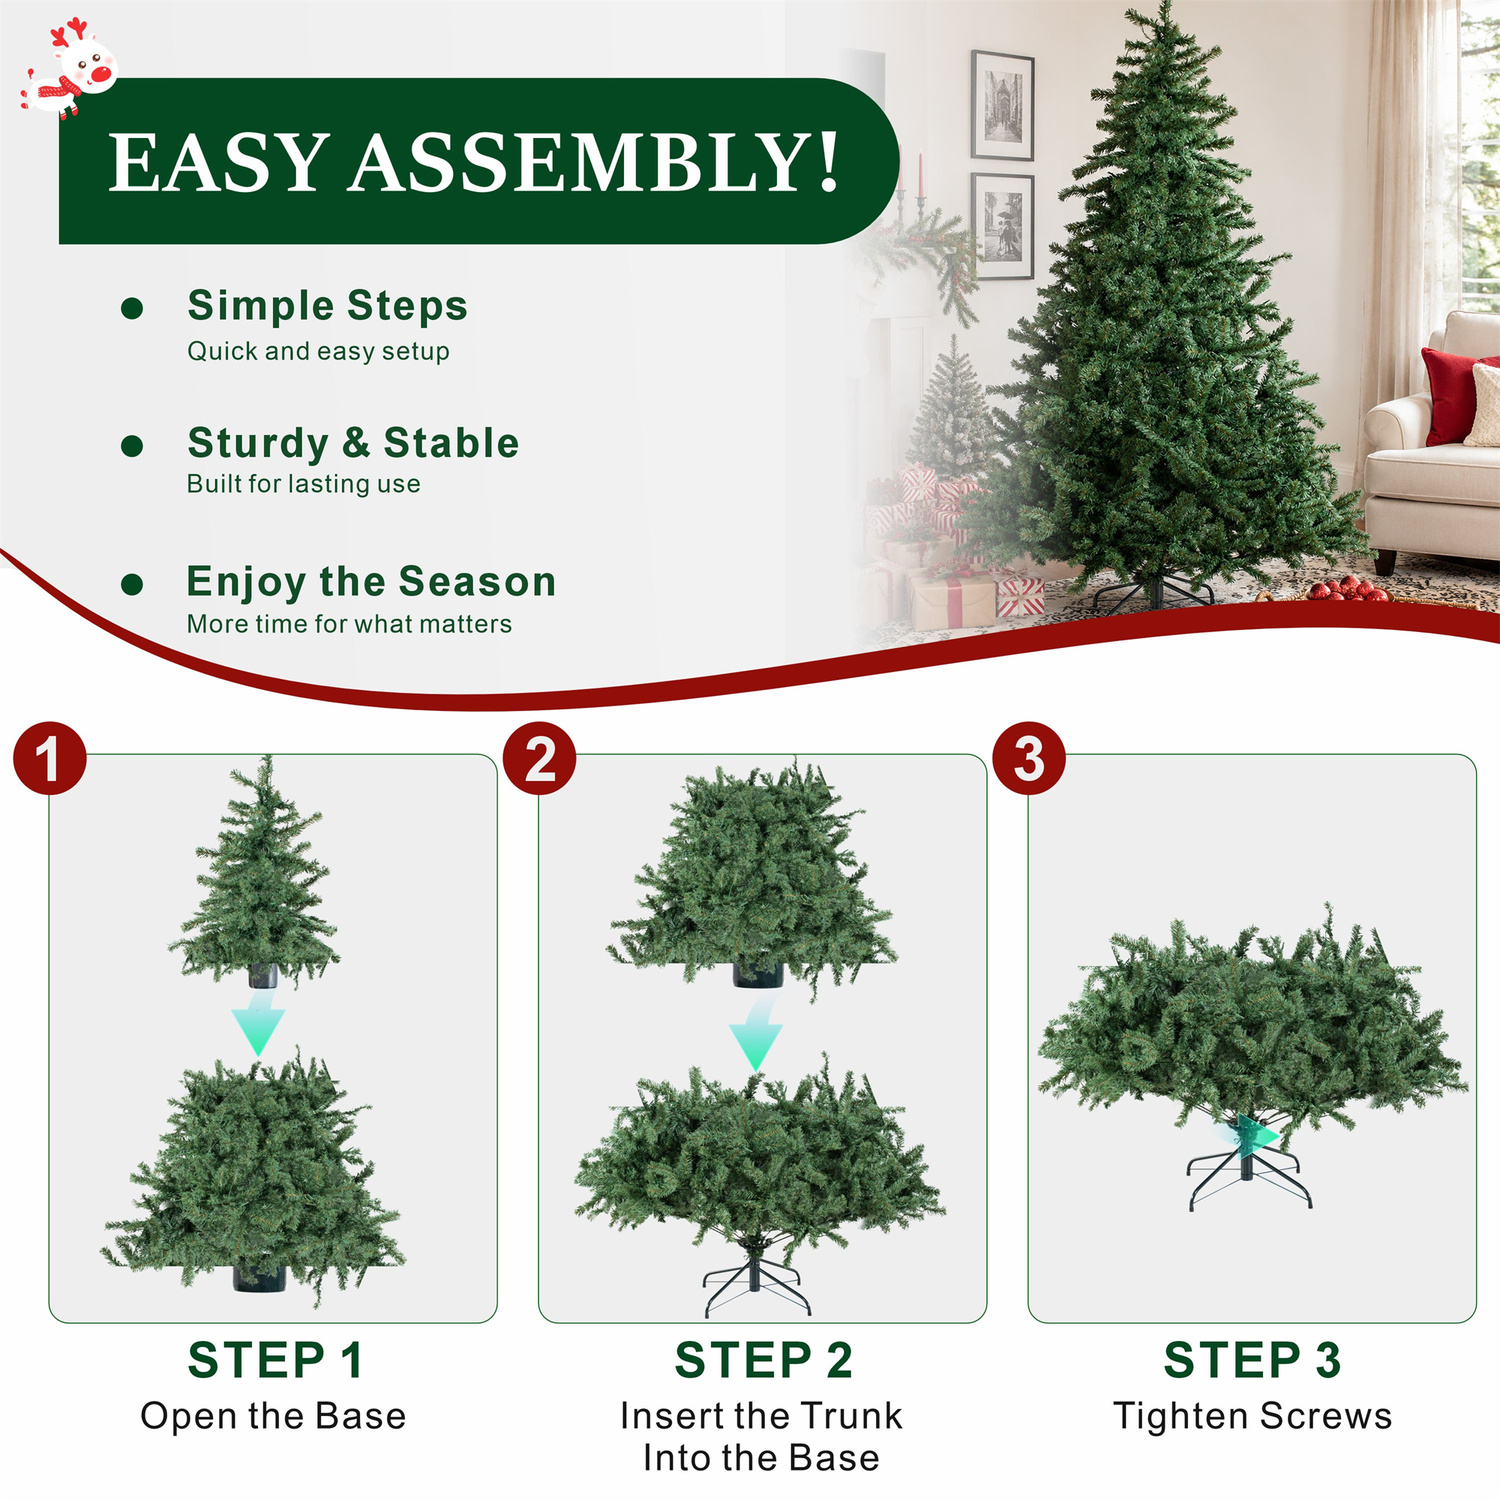 EASY ASSEMBLY!
Simple Steps
Quick and easy setup
Sturdy & Stable
Built for lasting use
Enjoy the Season
More time for what matters
1
2
3
STEP 1
Open the Base
STEP 2
Insert the Trunk
Into the Base
STEP 3
Tighten Screws